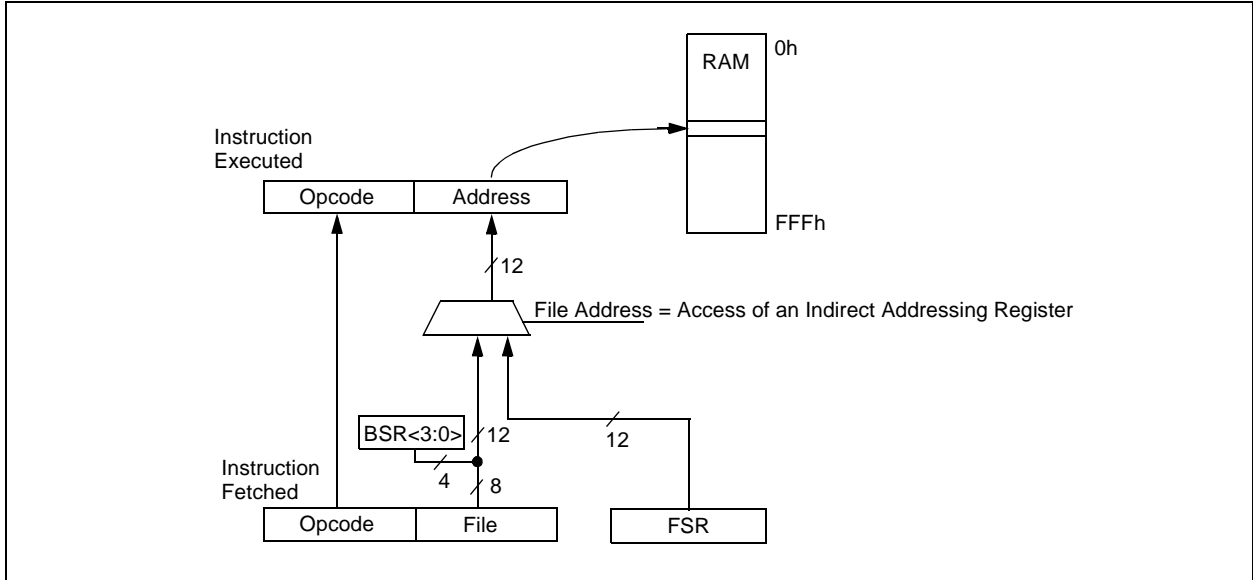 0h
RAM
Instruction
Executed
Opcode
Address
FFFh
12
File Address = Access of an Indirect Addressing Register
BSR<3:0>
12
12
Instruction
Fetched
4
8
Opcode
File
FSR